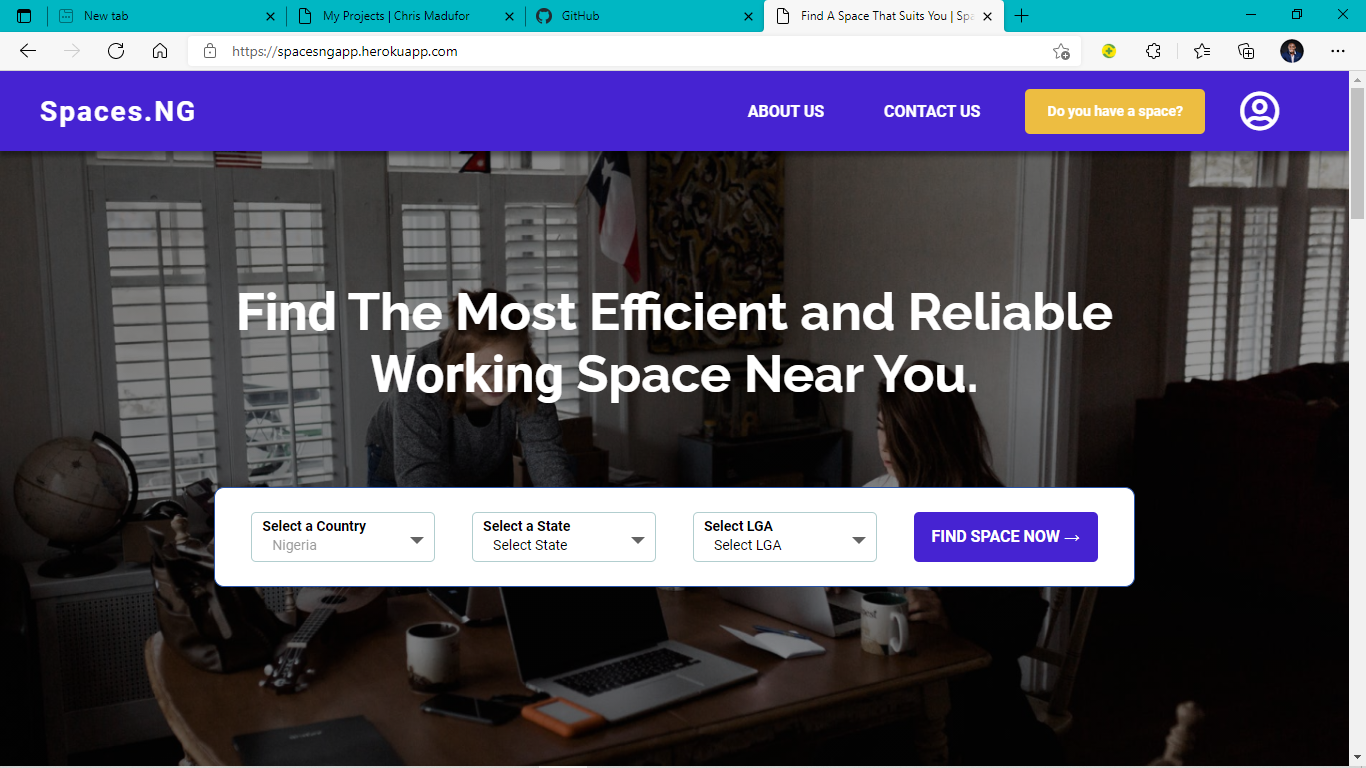 New tab
My Projects | Chris Madufor
GitHub
Find A Space That Suits You | Spa
https://spacesngapp.herokuapp.com
Spaces.NG
ABOUT US
CONTACT US
Do you have a space?
Find The Most Efficient and Reliable
Working Space Near You.
Select a Country
Nigeria
Select a State
Select State
Select LGA
Select LGA
FIND SPACE NOW →